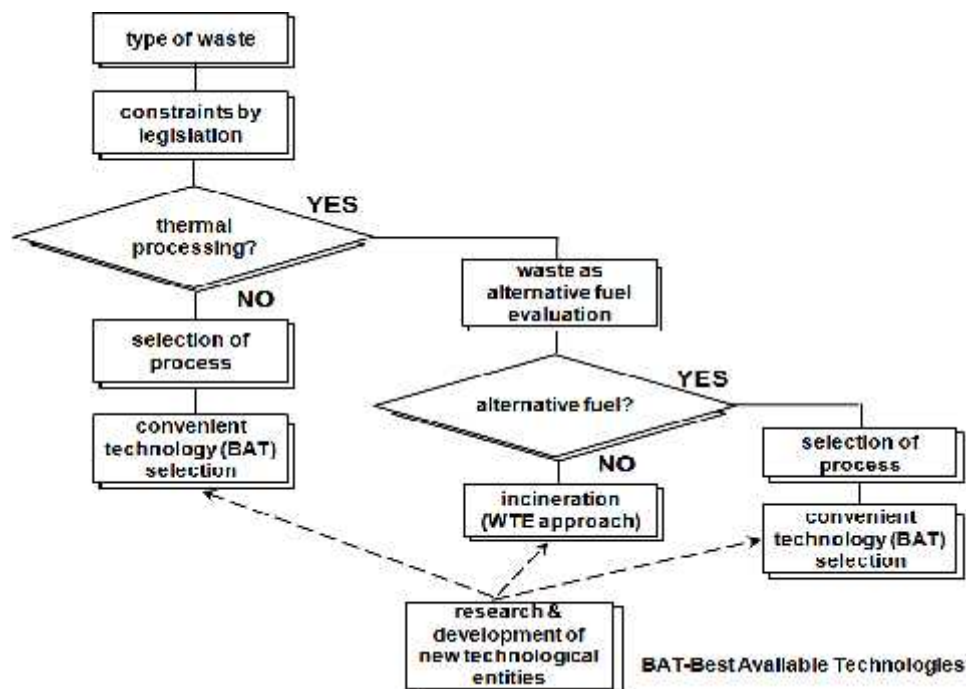 type of waste
constraints by
legislation
YES
thermal
processing?
NO
waste as
alternative fuel
evaluation
selection of
process
YES
alternative fuel?
NO
convenient
technology (BAT)
selection
selection of
process
incineration
(WTE approach)
convenient
technology (BAT)
selection
research &
development of
new technological
entities
BAT-Best Available Technologies